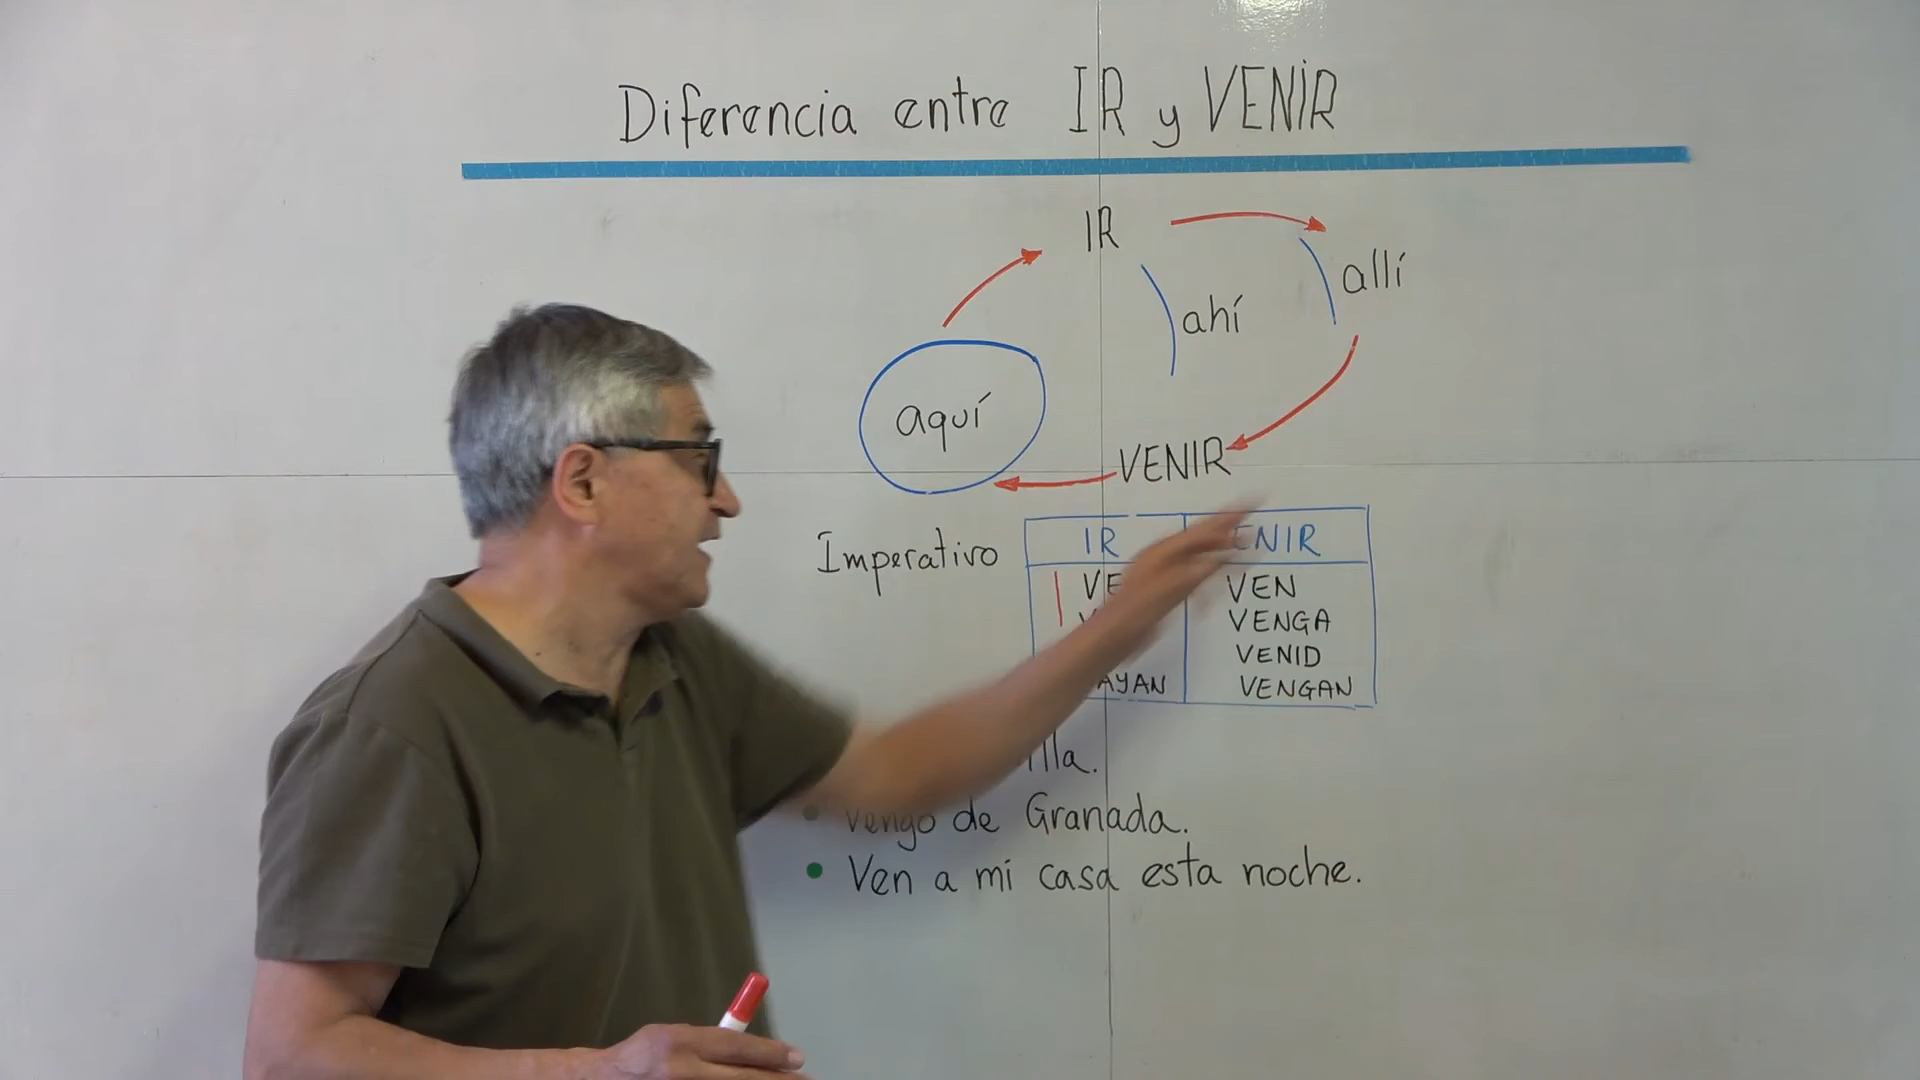 Diferencia entre IR y VENIR
IR
allí
ahí
aquí
VENIR
Imperativo
IR
VEN
VENGA
VENID
VENGAN
Vengo de Granada.
Ven a mi casa esta noche.